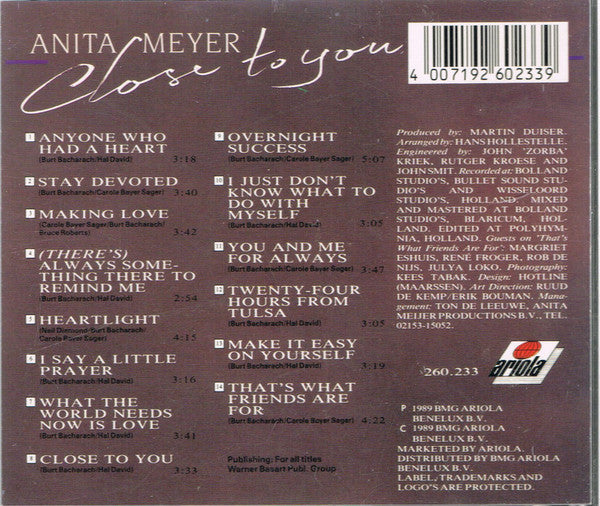 ANITA MEYER
Close to you
4 007192 602339
1 ANYONE WHO
HAD A HEART
(Burt Bacharach/Hal David) 3:18
2 STAY DEVOTED
(Burt Bacharach/Carole Bayer Sager) 3:40
3 MAKING LOVE
(Carole Bayer Sager/Burt Bacharach/
Bruce Roberts) 3:42
4 (THERE'S)
ALWAYS SOME-
THING THERE TO
REMIND ME
(Burt Bacharach/Hal David) 2:54
5 HEARTLIGHT
(Neil Diamond/Burt Bacharach/
Carole Bayer Sager) 4:15
6 I SAY A LITTLE
PRAYER
(Burt Bacharach/Hal David) 3:16
7 WHAT THE
WORLD NEEDS
NOW IS LOVE
(Burt Bacharach/Hal David) 3:41
8 CLOSE TO YOU
(Burt Bacharach/Hal David) 3:33
9 OVERNIGHT
SUCCESS
(Burt Bacharach/Carole Bayer Sager) 5:07
10 I JUST DON'T
KNOW WHAT TO
DO WITH
MYSELF
(Burt Bacharach/Hal David) 3:05
11 YOU AND ME
FOR ALWAYS
(Burt Bacharach/Carole Bayer Sager) 3:47
12 TWENTY-FOUR
HOURS FROM
TULSA
(Burt Bacharach/Hal David) 3:05
13 MAKE IT EASY
ON YOURSELF
(Burt Bacharach/Hal David) 3:19
14 THAT'S WHAT
FRIENDS ARE
FOR
(Burt Bacharach/Carole Bayer Sager) 4:22
Publishing: For all titles
Warner Basart Publ. Group
Produced by: MARTIN DUISER.
Arranged by: HANS HOLLESTELLE.
Engineered by: JOHN 'ZORBA'
KRIEK, RUTGER KROESE and
JOHN SMIT. Recorded at: BOLLAND
STUDIO'S, BULLET SOUND STU-
DIO'S and WISSELOORD
STUDIO'S, HOLLAND. MIXED
AND MASTERED AT BOLLAND
STUDIO'S, BLARICUM, HOL-
LAND. EDITED AT POLYHYM-
NIA, HOLLAND. Guests on 'That's
What Friends Are For': MARGRIET
ESHUIS, RENÉ FROGER, ROB DE
NIJS, JULYA LOKO. Photography:
KEES TABAK. Design: HOTLINE
(MAARSSEN). Art Direction: RUUD
DE KEMP/ERIK BOUMAN. Mana-
gement: TON DE LEEUWE, ANITA
MEIJER PRODUCTIONS B.V., TEL.
02153-15052.
260.233
ariola
P 1989 BMG ARIOLA
BENELUX B.V.
C 1989 BMG ARIOLA
BENELUX B.V.
MARKETED BY ARIOLA.
DISTRIBUTED BY BMG ARIOLA
BENELUX B.V.
LABEL, TRADEMARKS AND
LOGO'S ARE PROTECTED.